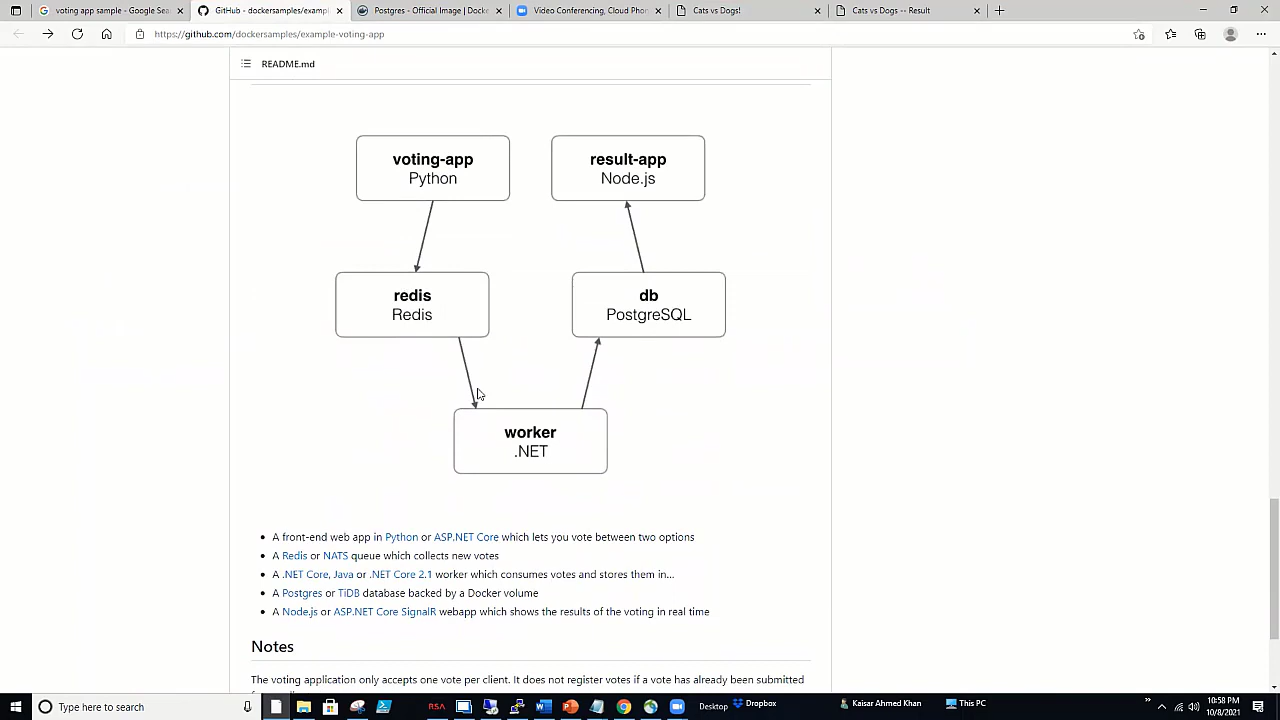 voting app sample - Google Sea
GitHub - dockersamples/exampl
Postgres - Official Image | Docke
Video Conferencing, Cloud Phon
Cats vs Dogs!
Cats vs Dogs -- Result
https://github.com/dockersamples/example-voting-app
README.md
voting-app
Python
result-app
Node.js
redis
Redis
db
PostgreSQL
worker
.NET
A front-end web app in Python or ASP.NET Core which lets you vote between two options
A Redis or NATS queue which collects new votes
A .NET Core, Java or .NET Core 2.1 worker which consumes votes and stores them in...
A Postgres or TiDB database backed by a Docker volume
A Node.js or ASP.NET Core SignalR webapp which shows the results of the voting in real time
Notes
The voting application only accepts one vote per client. It does not register votes if a vote has already been submitted
Type here to search
RSA
Desktop
Dropbox
Kaisar Ahmed Khan
This PC
10:58 PM
10/8/2021